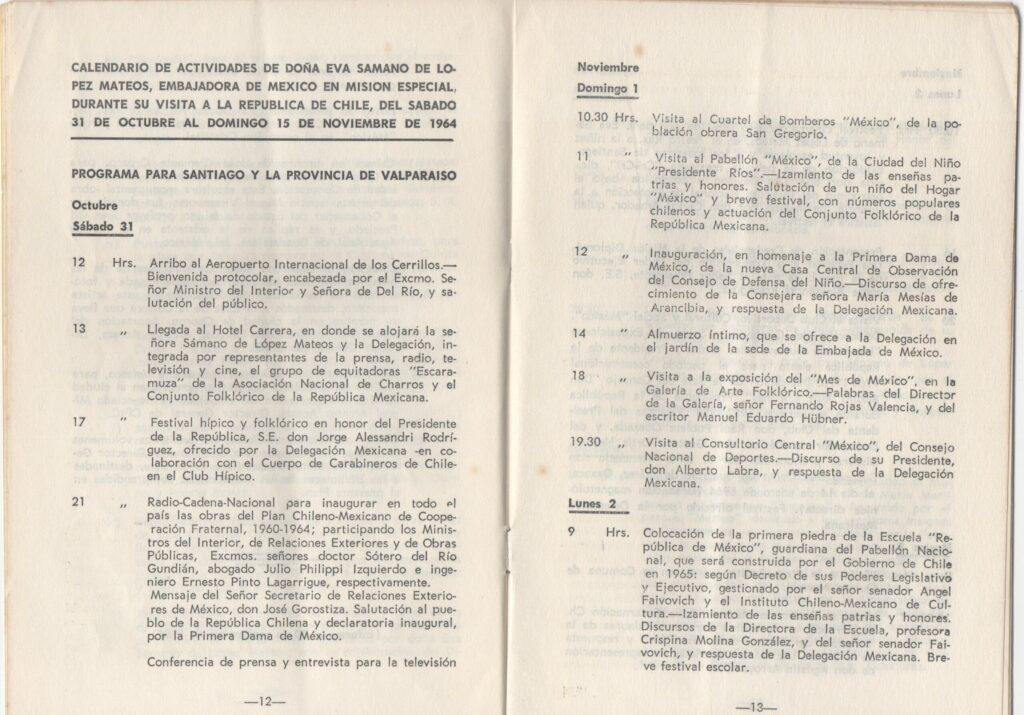 CALENDARIO DE ACTIVIDADES DE DOÑA EVA SAMANO DE LO-
PEZ MATEOS, EMBAJADORA DE MEXICO EN MISION ESPECIAL,
DURANTE SU VISITA A LA REPUBLICA DE CHILE, DEL SABADO
31 DE OCTUBRE AL DOMINGO 15 DE NOVIEMBRE DE 1964
PROGRAMA PARA SANTIAGO Y LA PROVINCIA DE VALPARAISO
Octubre
Sábado 31
12 Hrs. Arribo al Aeropuerto Internacional de los Cerrillos.—
Bienvenida protocolar, encabezada por el Excmo. Se-
ñor Ministro del Interior y Señora de Del Río, y sa-
lutación del público.
13 „ Llegada al Hotel Carrera, en donde se alojará la se-
ñora Sámano de López Mateos y la Delegación, in-
tegrada por representantes de la prensa, radio, te-
levisión y cine, el grupo de equitadoras "Escara-
muza" de la Asociación Nacional de Charros y el
Conjunto Folklórico de la República Mexicana.
17 " Festival hípico y folklórico en honor del Presidente
de la República, S.E. don Jorge Alessandri Rodrí-
guez, ofrecido por la Delegación Mexicana -en co-
laboración con el Cuerpo de Carabineros de Chile-
en el Club Hípico.
21 „ Radio-Cadena-Nacional para inaugurar en todo el
país las obras del Plan Chileno-Mexicano de Coope-
ración Fraternal, 1960-1964; participando los Minis-
tros del Interior, de Relaciones Exteriores y de Obras
Públicas, Excmos. señores doctor Sótero del Río
Gundián, abogado Julio Philippi Izquierdo e inge-
niero Ernesto Pinto Lagarrigue, respectivamente.
Mensaje del Señor Secretario de Relaciones Exterio-
res de México, don José Gorostiza. Salutación al pue-
blo de la República Chilena y declaratoria inaugural,
por la Primera Dama de México.
Conferencia de prensa y entrevista para la televisión
—12—
Noviembre
Domingo 1
10.30 Hrs. Visita al Cuartel de Bomberos "México", de la po-
blación obrera San Gregorio.
11 " Visita al Pabellón "México", de la Ciudad del Niño
"Presidente Ríos".—Izamiento de las enseñas pa-
trias y honores. Salutación de un niño del Hogar
"México" y breve festival, con números populares
chilenos y actuación del Conjunto Folklórico de la
República Mexicana.
12 „ Inauguración, en homenaje a la Primera Dama de
México, de la nueva Casa Central de Observación
del Consejo de Defensa del Niño.—Discurso de ofre-
cimiento de la Consejera señora María Mesías de
Arancibia, y respuesta de la Delegación Mexicana.
14 " Almuerzo íntimo, que se ofrece a la Delegación en
el jardín de la sede de la Embajada de México.
18 „ Visita a la exposición del "Mes de México", en la
Galería de Arte Folklórico.—Palabras del Director
de la Galería, señor Fernando Rojas Valencia, y del
escritor Manuel Eduardo Hübner.
19.30 „ Visita al Consultorio Central "México", del Consejo
Nacional de Deportes.—Discurso de su Presidente,
don Alberto Labra, y respuesta de la Delegación
Mexicana.
Lunes 2
9 Hrs. Colocación de la primera piedra de la Escuela "Re-
pública de México", guardiana del Pabellón Nacio-
nal, que será construida por el Gobierno de Chile
en 1965: según Decreto de sus Poderes Legislativo
y Ejecutivo, gestionado por el señor senador Angel
Faivovich y el Instituto Chileno-Mexicano de Cul-
tura.—Izamiento de las enseñas patrias y honores.
Discursos de la Directora de la Escuela, profesora
Crispina Molina González, y del señor senador Fai-
vovich, y respuesta de la Delegación Mexicana. Bre-
ve festival escolar.
—13—